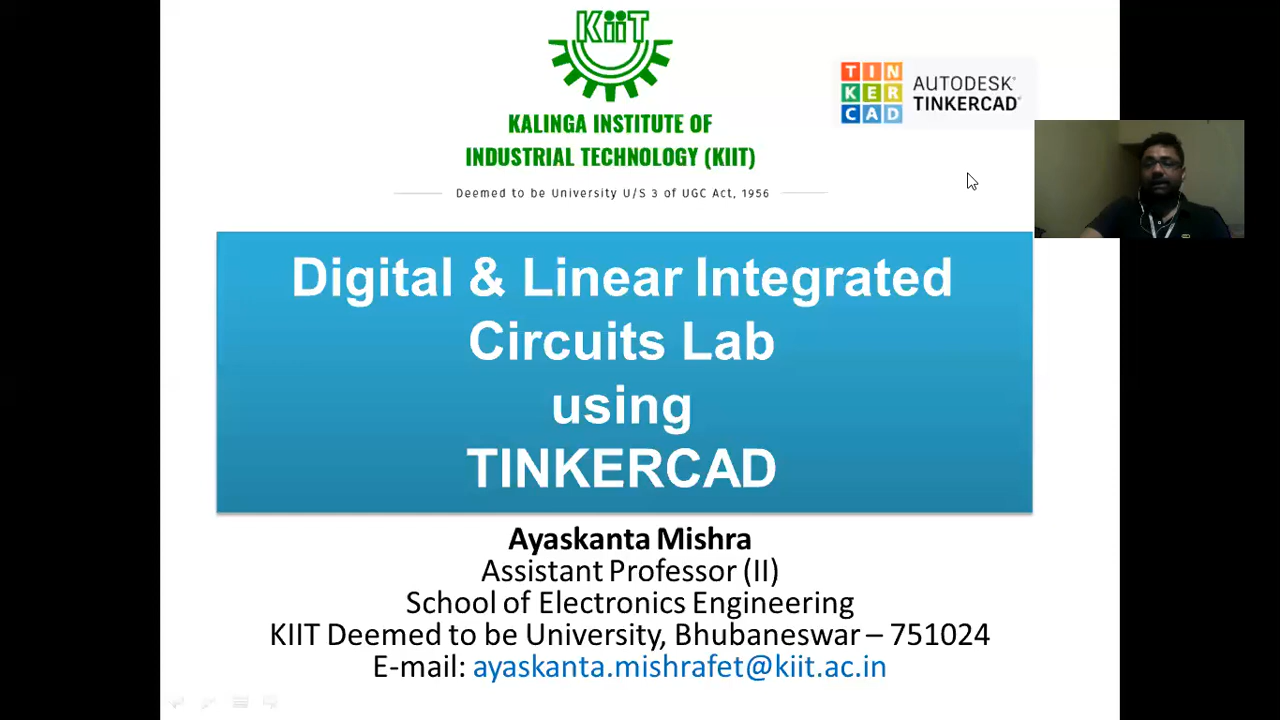 KiiT
KALINGA INSTITUTE OF
INDUSTRIAL TECHNOLOGY (KIIT)
Deemed to be University U/S 3 of UGC Act, 1956
TIN
KER
CAD
AUTODESK®
TINKERCAD®
Digital & Linear Integrated
Circuits Lab
using
TINKERCAD
Ayaskanta Mishra
Assistant Professor (II)
School of Electronics Engineering
KIIT Deemed to be University, Bhubaneswar – 751024
E-mail: ayaskanta.mishrafet@kiit.ac.in